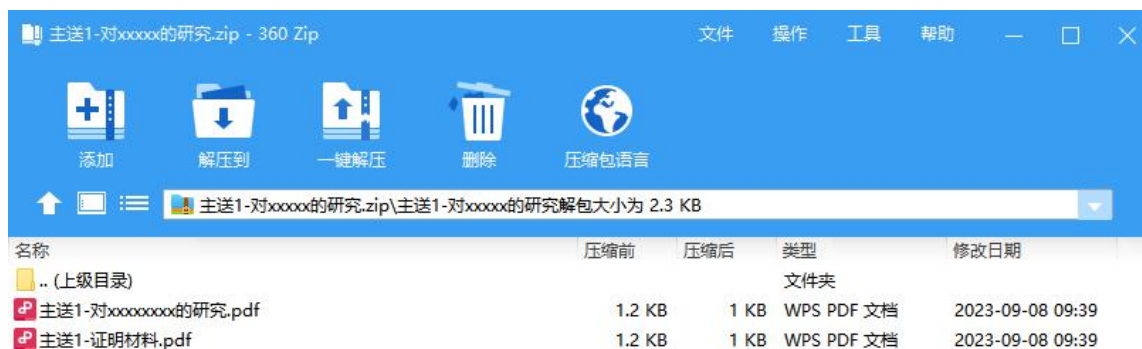 主送1-对xxxxx的研究.zip - 360 Zip 文件 操作 工具 帮助
添加 解压到 一键解压 删除 压缩包语言
主送1-对xxxxx的研究.zip\主送1-对xxxxx的研究解包大小为 2.3 KB
名称 压缩前 压缩后 类型 修改日期
.. (上级目录) 文件夹
主送1-对xxxxxxxx的研究.pdf 1.2 KB 1 KB WPS PDF 文档 2023-09-08 09:39
主送1-证明材料.pdf 1.2 KB 1 KB WPS PDF 文档 2023-09-08 09:39